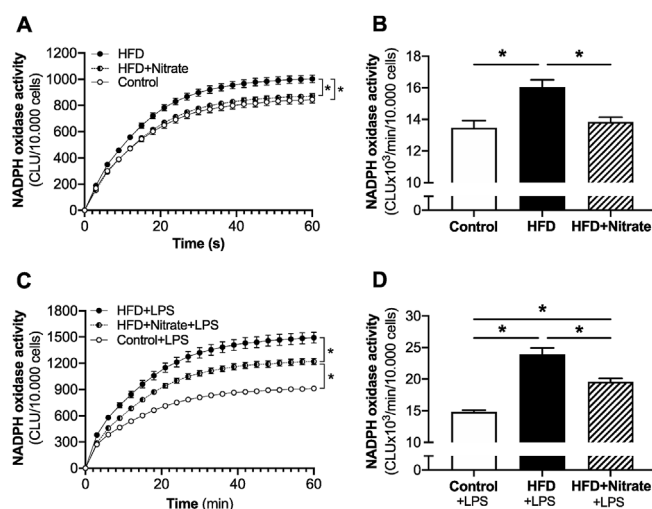 A
NADPH oxidase activity
(CLU/10.000 cells)
1200
1000
800
600
400
200
0
HFD
HFD+Nitrate
Control
*
*
0 20 40 60
Time (s)
B
NADPH oxidase activity
(CLUx10³/min/10.000 cells)
18
16
14
12
0
* *
Control HFD HFD+Nitrate
C
NADPH oxidase activity
(CLU/10.000 cells)
1800
1500
1200
900
600
300
0
HFD+LPS
HFD+Nitrate+LPS
Control+LPS
*
*
0 20 40 60
Time (min)
D
NADPH oxidase activity
(CLUx10³/min/10.000 cells)
30
25
20
15
0
*
* *
Control HFD HFD+Nitrate
+LPS +LPS +LPS